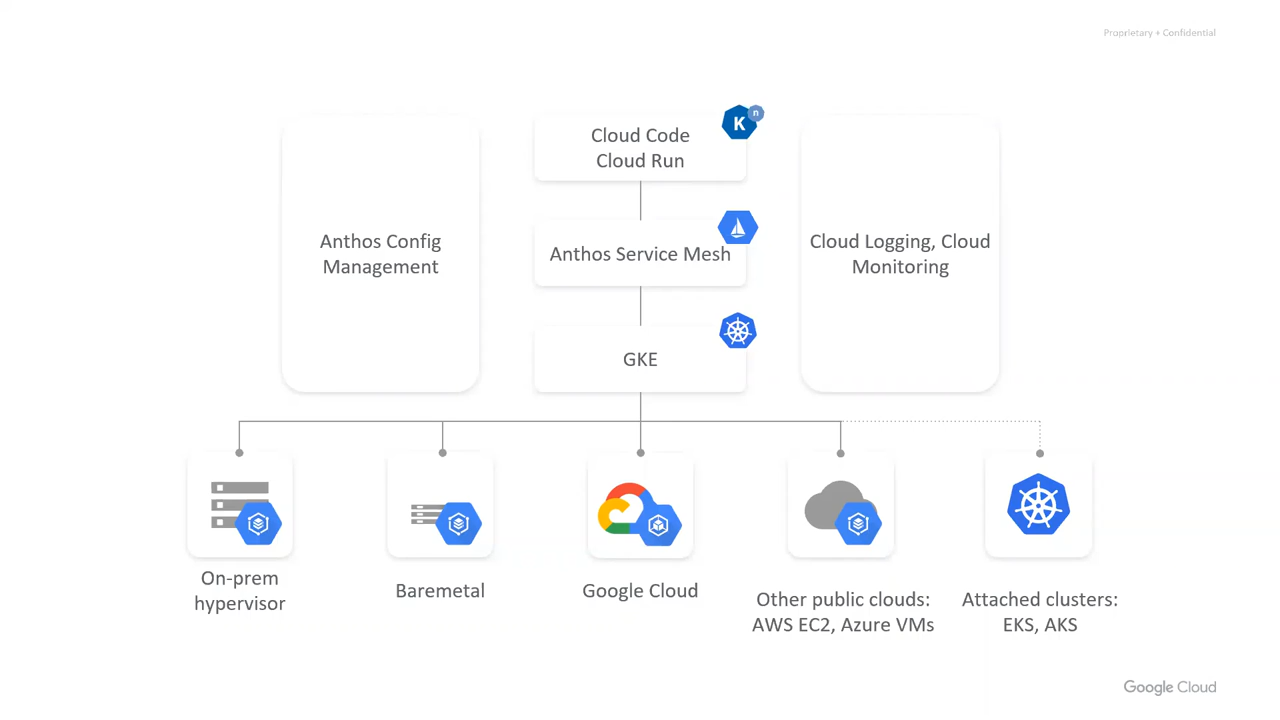 Proprietary + Confidential
Cloud Code
Cloud Run
K
n
Anthos Config
Management
Anthos Service Mesh
Cloud Logging, Cloud
Monitoring
GKE
On-prem
hypervisor
Baremetal
Google Cloud
Other public clouds:
AWS EC2, Azure VMs
Attached clusters:
EKS, AKS
Google Cloud